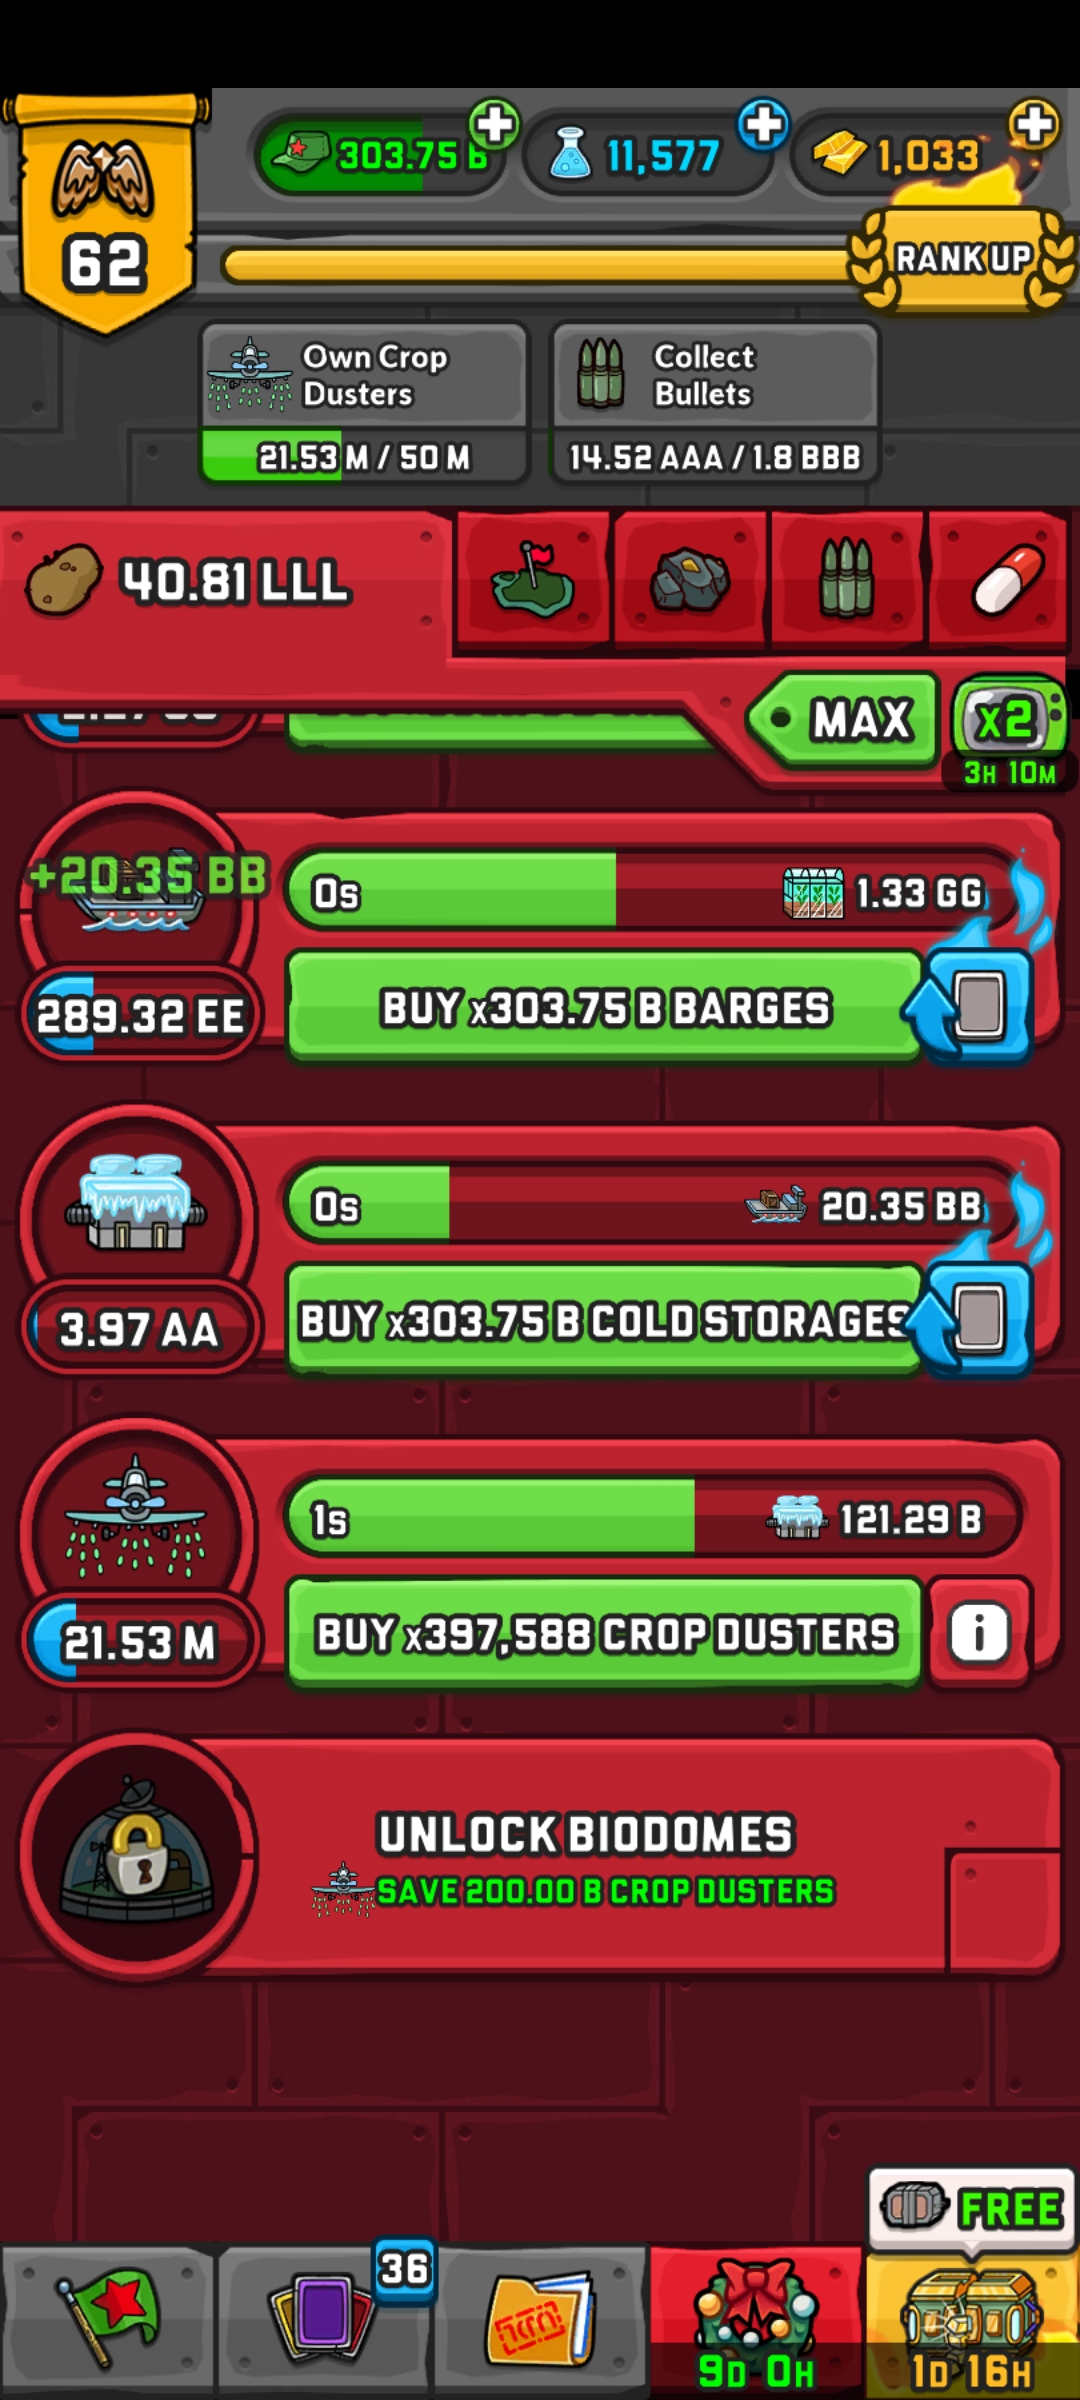 62
303.75 B
11,577
1,033
RANK UP
Own Crop
Dusters
21.53 M / 50 M
Collect
Bullets
14.52 AAA / 1.8 BBB
40.81 LLL
MAX
x2
3H 10M
+20.35 BB
0s
1.33 GG
289.32 EE
BUY x303.75 B BARGES
0s
20.35 BB
3.97 AA
BUY x303.75 B COLD STORAGES
1s
121.29 B
21.53 M
BUY x397,588 CROP DUSTERS
i
UNLOCK BIODOMES
SAVE 200.00 B CROP DUSTERS
FREE
36
9D 0H
1D 16H